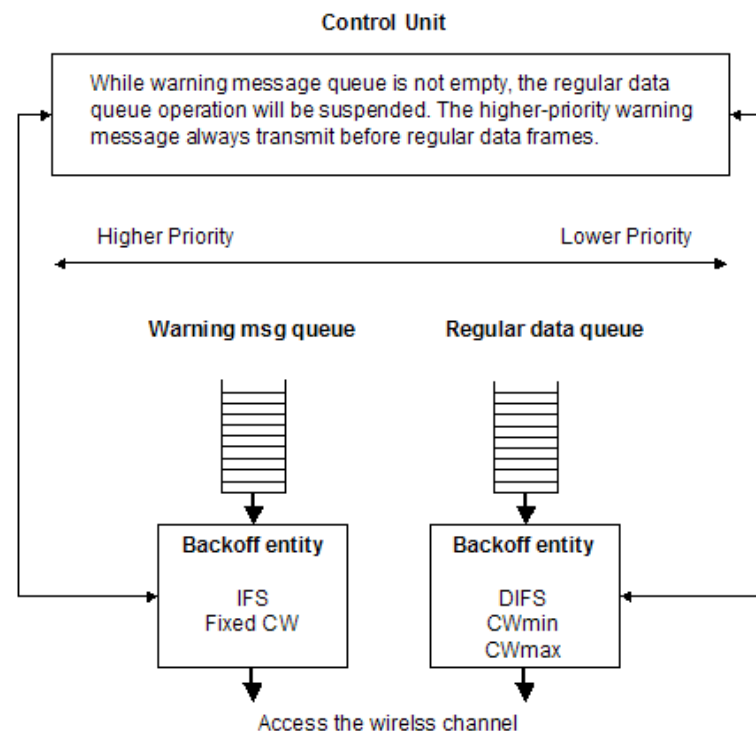 Control Unit
While warning message queue is not empty, the regular data
queue operation will be suspended. The higher-priority warning
message always transmit before regular data frames.
Higher Priority
Lower Priority
Warning msg queue
Regular data queue
Backoff entity
IFS
Fixed CW
Backoff entity
DIFS
CWmin
CWmax
Access the wirelss channel